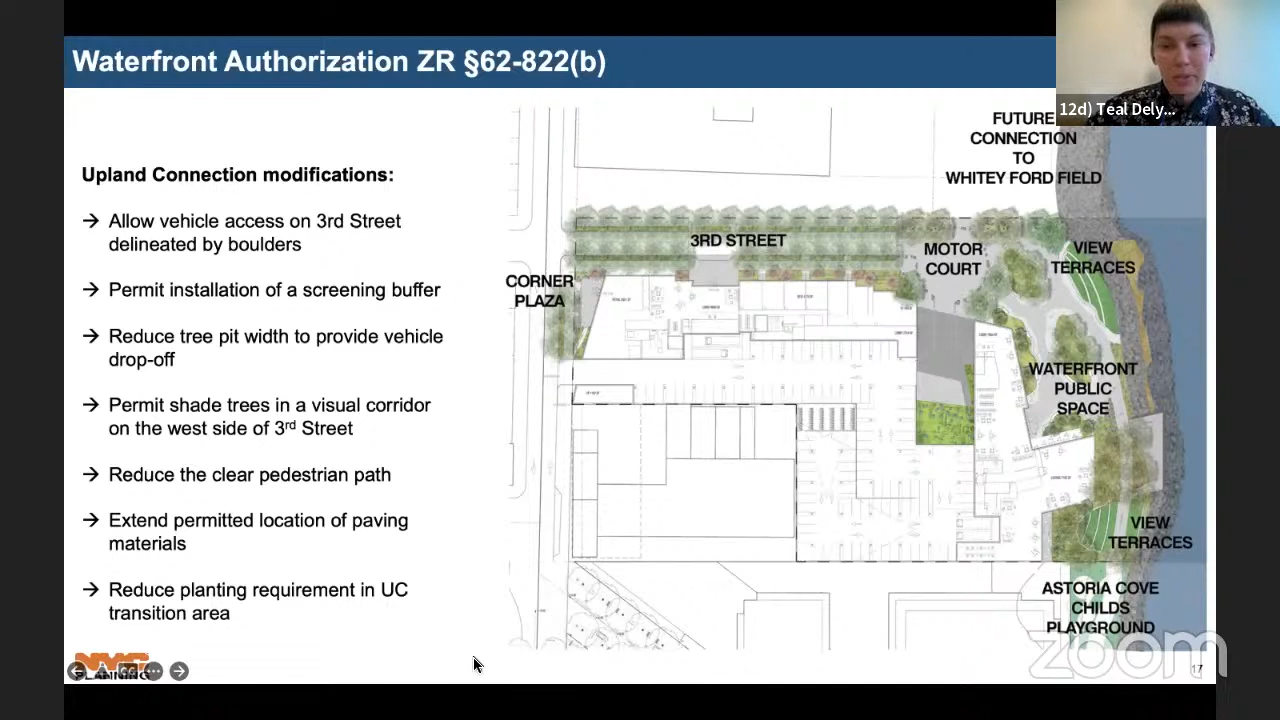 Waterfront Authorization ZR §62-822(b)
12d) Teal Dely...
Upland Connection modifications:
→ Allow vehicle access on 3rd Street
delineated by boulders
→ Permit installation of a screening buffer
→ Reduce tree pit width to provide vehicle
drop-off
→ Permit shade trees in a visual corridor
on the west side of 3rd Street
→ Reduce the clear pedestrian path
→ Extend permitted location of paving
materials
→ Reduce planting requirement in UC
transition area
FUTURE
CONNECTION
TO
WHITEY FORD FIELD
3RD STREET
MOTOR
COURT
VIEW
TERRACES
CORNER
PLAZA
WATERFRONT
PUBLIC
SPACE
VIEW
TERRACES
ASTORIA COVE
CHILDS
PLAYGROUND
NYC
PLANNING
zoom
17